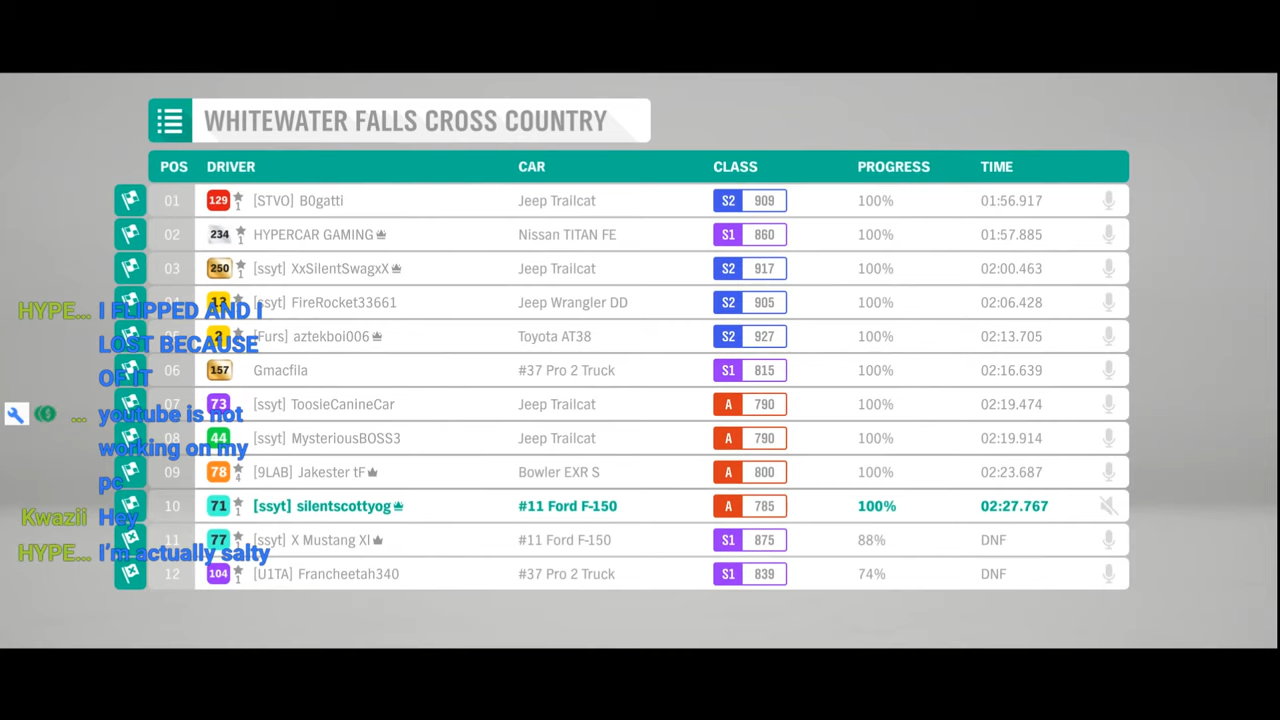 WHITEWATER FALLS CROSS COUNTRY
POS DRIVER CAR CLASS PROGRESS TIME
01 129 1 [STVO] B0gatti Jeep Trailcat S2 909 100% 01:56.917
02 234 1 HYPERCAR GAMING Nissan TITAN FE S1 860 100% 01:57.885
03 250 1 [ssyt] XxSilentSwagxX Jeep Trailcat S2 917 100% 02:00.463
04 13 [ssyt] FireRocket33661 Jeep Wrangler DD S2 905 100% 02:06.428
05 2 [Furs] aztekboi006 Toyota AT38 S2 927 100% 02:13.705
06 157 Gmacfila #37 Pro 2 Truck S1 815 100% 02:16.639
07 73 [ssyt] ToosieCanineCar Jeep Trailcat A 790 100% 02:19.474
08 44 [ssyt] MysteriousBOSS3 Jeep Trailcat A 790 100% 02:19.914
09 78 4 [9LAB] Jakester tF Bowler EXR S A 800 100% 02:23.687
10 71 1 [ssyt] silentscottyog #11 Ford F-150 A 785 100% 02:27.767
11 77 1 [ssyt] X Mustang Xl #11 Ford F-150 S1 875 88% DNF
12 104 1 [U1TA] Francheetah340 #37 Pro 2 Truck S1 839 74% DNF
HYPE... I FLIPPED AND I
LOST BECAUSE
OF IT
... youtube is not
working on my
pc
Kwazii Hey
HYPE... I'm actually salty